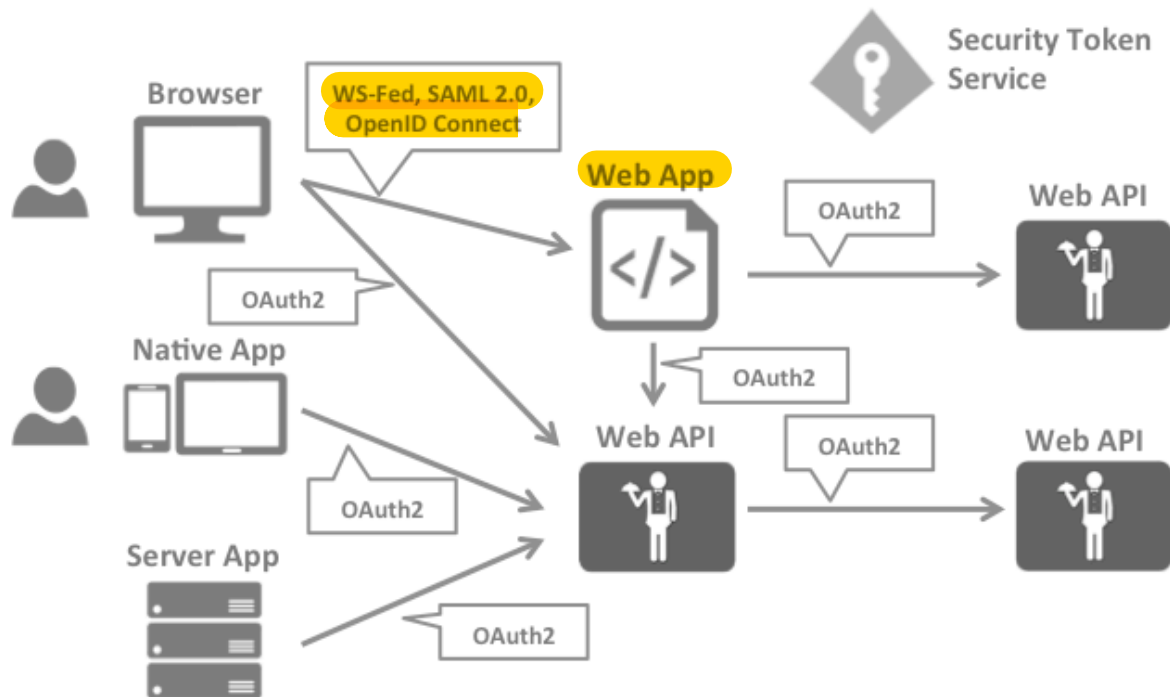 Security Token
Service
Browser
WS-Fed, SAML 2.0,
OpenID Connect
Web App
OAuth2
Web API
OAuth2
Native App
OAuth2
Web API
OAuth2
Web API
OAuth2
Server App
OAuth2